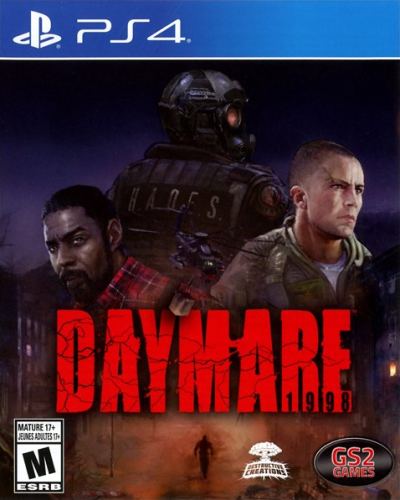 PS4
H.A.D.E.S.
DAYMARE
1998
MATURE 17+
JEUNES ADULTES 17+
M
ESRB
DESTRUCTIVE
CREATIONS
GS2
GAMES